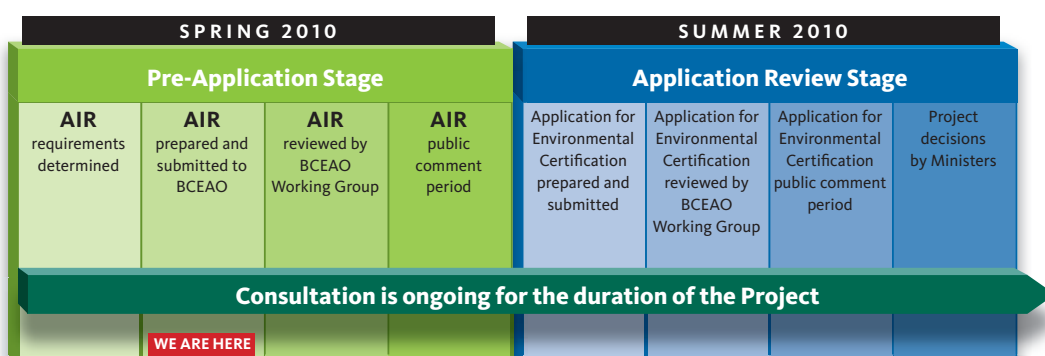 SPRING 2010
SUMMER 2010
Pre-Application Stage
Application Review Stage
AIR
requirements
determined
AIR
prepared and
submitted to
BCEAO
AIR
reviewed by
BCEAO
Working Group
AIR
public
comment
period
Application for
Environmental
Certification
prepared and
submitted
Application for
Environmental
Certification
reviewed by
BCEAO
Working Group
Application for
Environmental
Certification
public comment
period
Project
decisions
by Ministers
Consultation is ongoing for the duration of the Project
WE ARE HERE